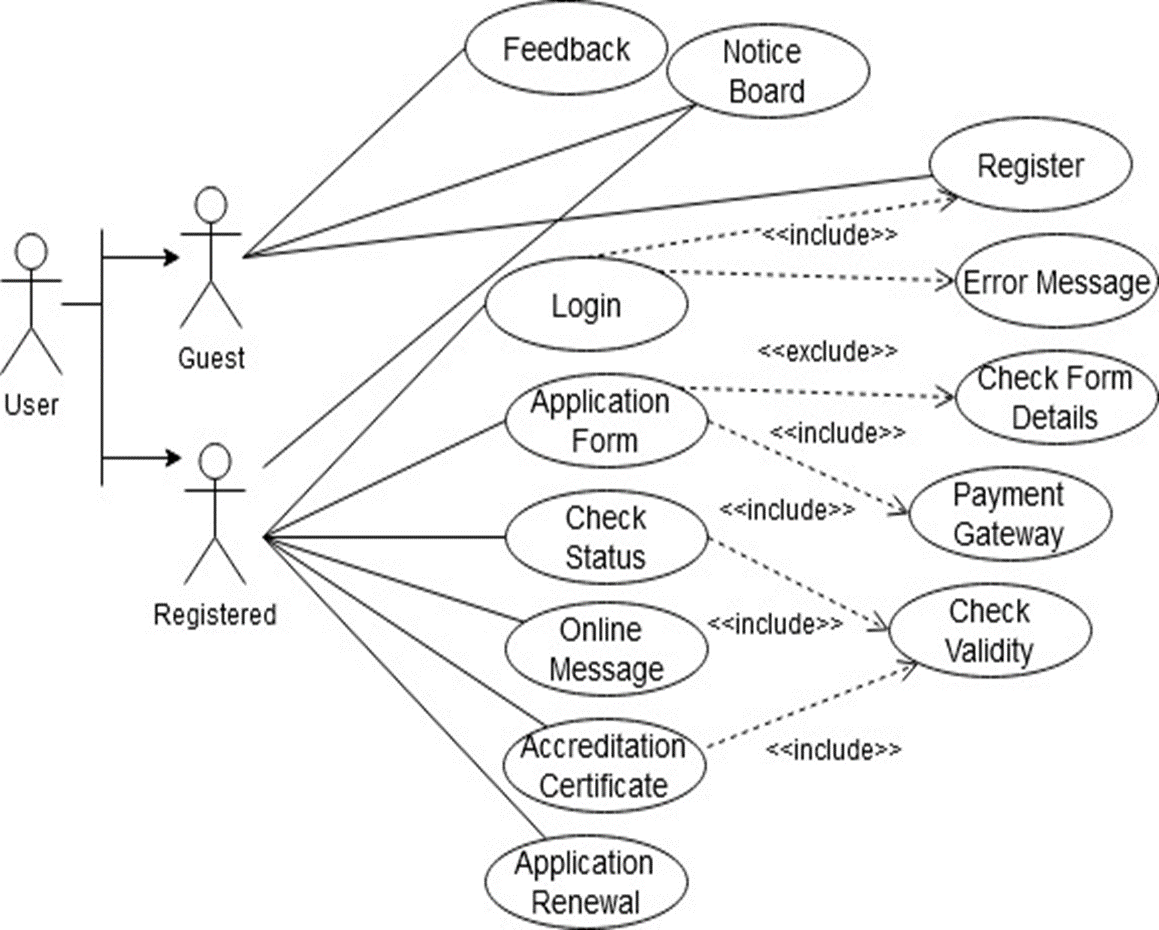 Feedback
Notice
Board
Register
<<include>>
Error Message
Login
Guest
User
<<exclude>>
Check Form
Details
Application
Form
<<include>>
Payment
Gateway
<<include>>
Check
Status
Registered
Check
Validity
<<include>>
Online
Message
Accreditation
Certificate
<<include>>
Application
Renewal